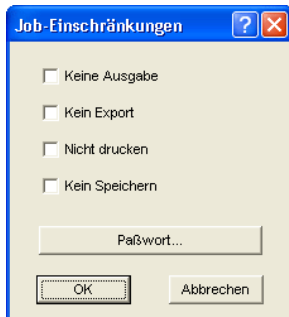 Job-Einschränkungen
Keine Ausgabe
Kein Export
Nicht drucken
Kein Speichern
Paßwort...
OK Abbrechen